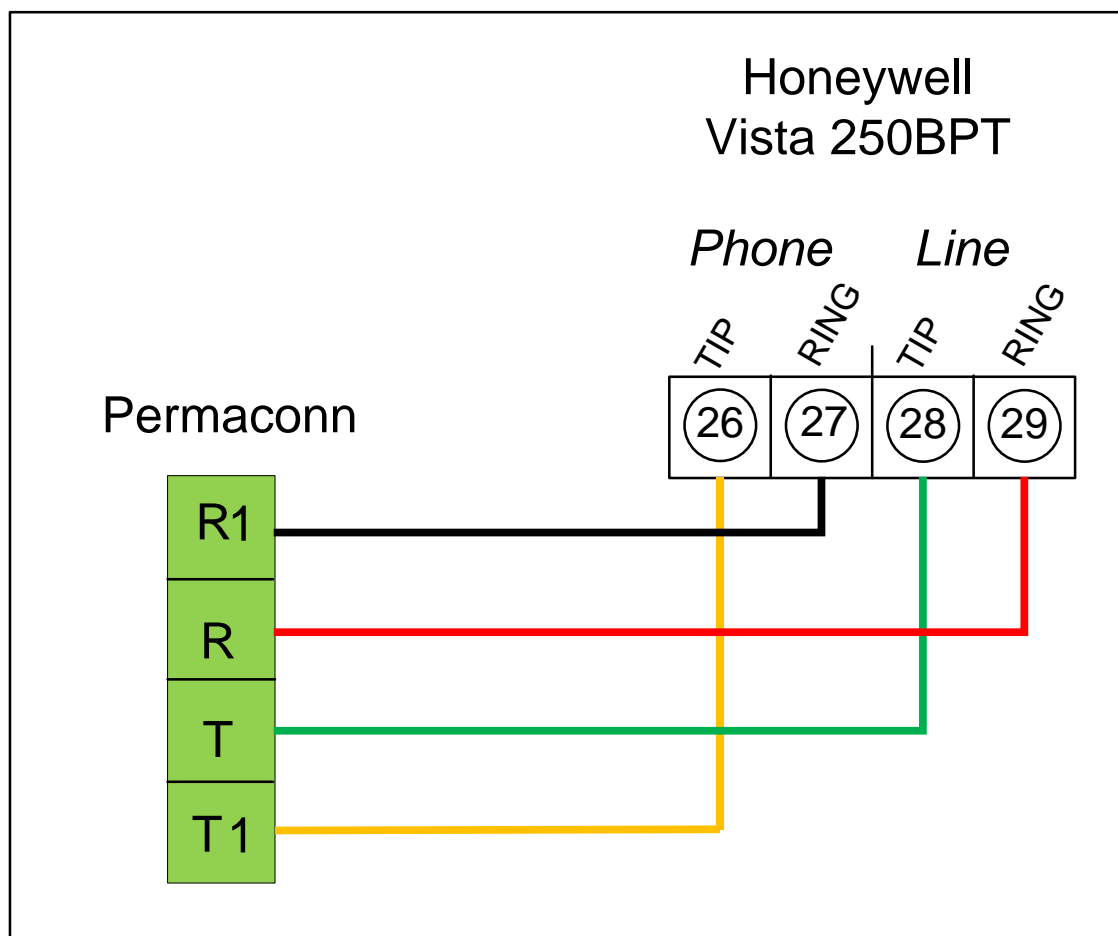 Honeywell
Vista 250BPT
Phone Line
TIP RING TIP RING
26 27 28 29
Permaconn
R1
R
T
T1